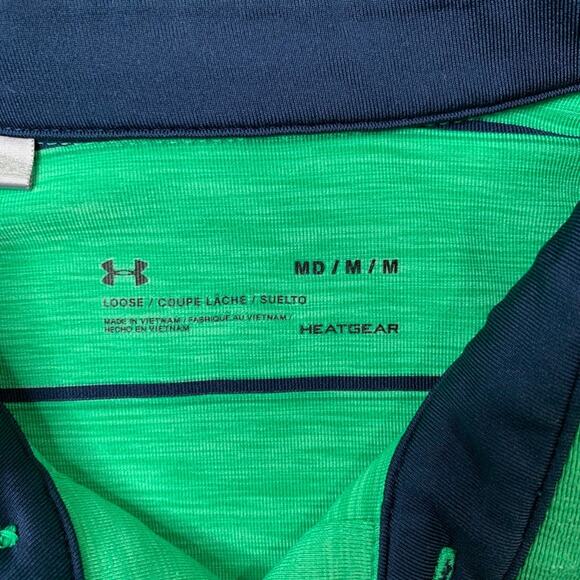 MD / M / M
LOOSE / COUPE LÂCHE / SUELTO
MADE IN VIETNAM / FABRIQUÉ AU VIETNAM /
HECHO EN VIETNAM
HEATGEAR